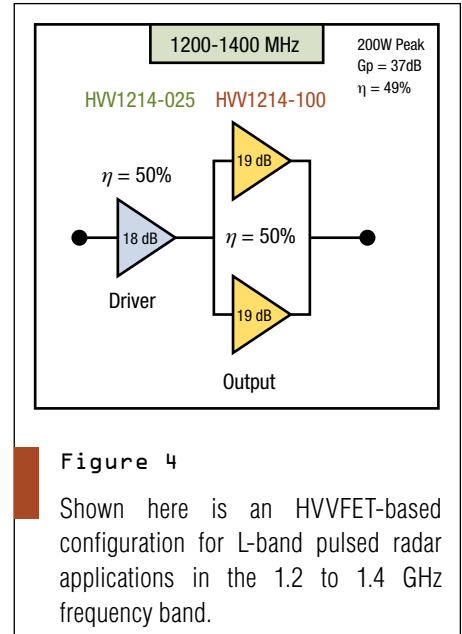 1200-1400 MHz
200W Peak
Gp = 37dB
η = 49%
HVV1214-025 HVV1214-100
19 dB
η = 50%
18 dB
η = 50%
Driver
19 dB
Output
Figure 4
Shown here is an HVVFET-based
configuration for L-band pulsed radar
applications in the 1.2 to 1.4 GHz
frequency band.